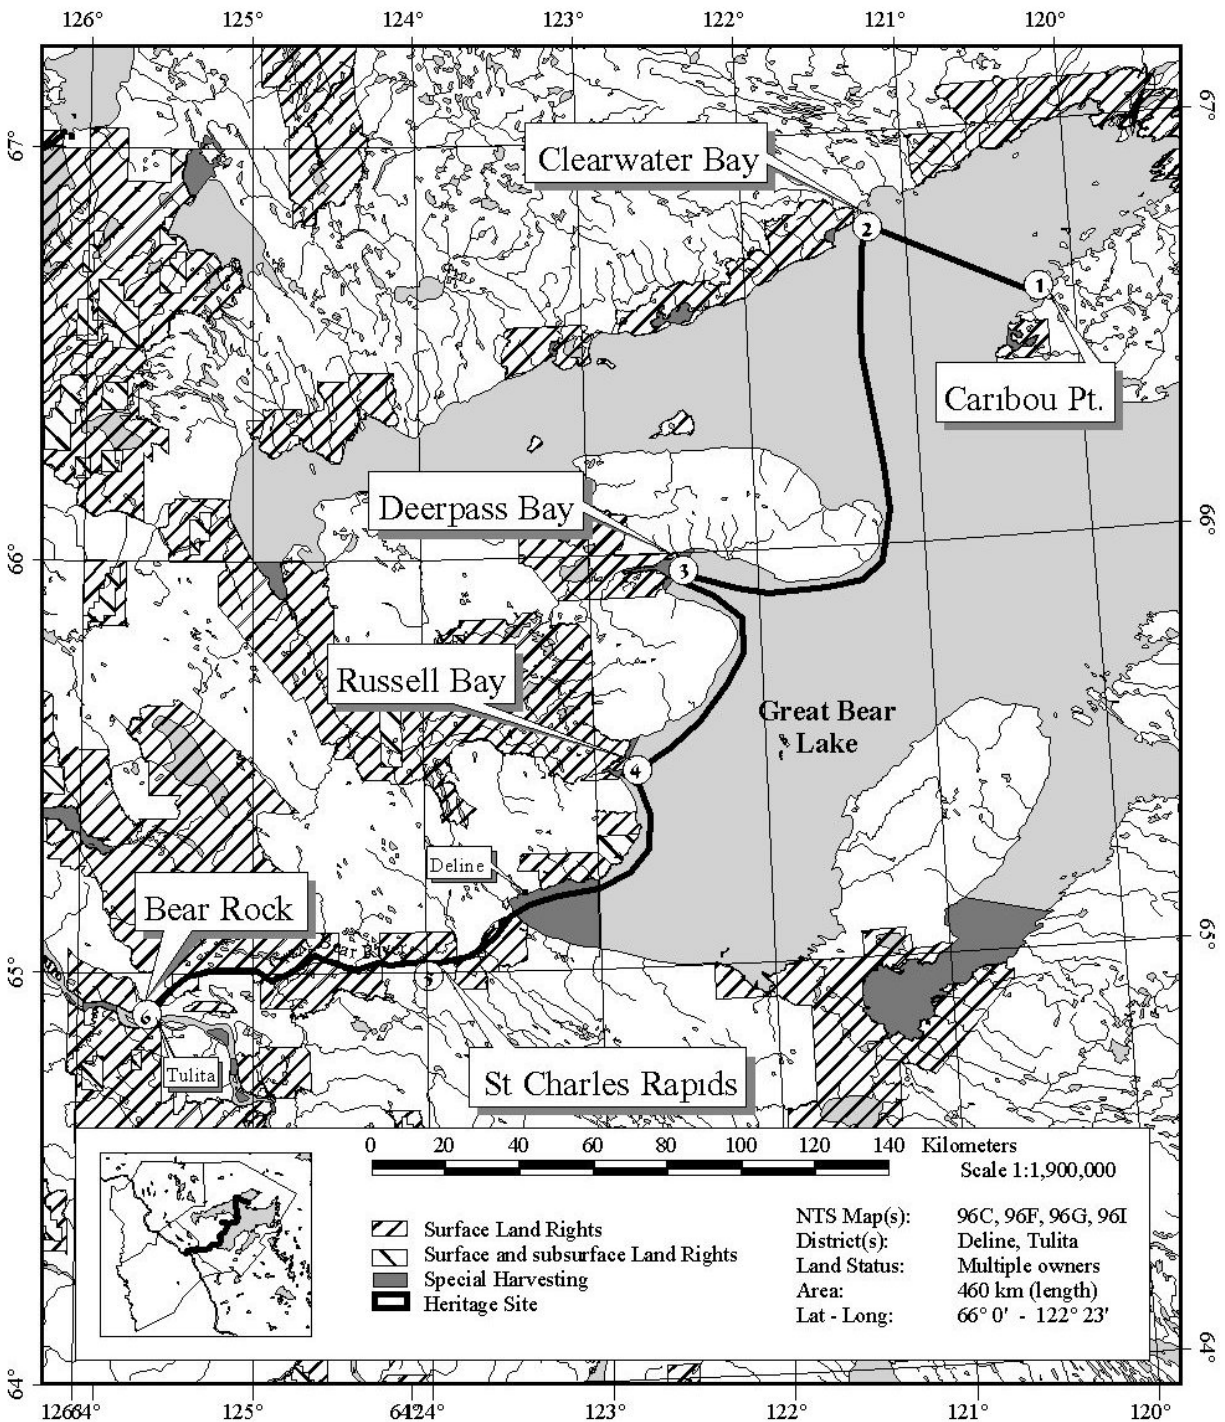 126° 125° 124° 123° 122° 121° 120°
67°
Clearwater Bay
2
1
Caribou Pt.
Deerpass Bay
66°
3
Russell Bay
Great Bear
Lake
4
Deline
Bear Rock
65°
5
6
Tulita
St Charles Rapids
0 20 40 60 80 100 120 140 Kilometers
Scale 1:1,900,000
Surface Land Rights
Surface and subsurface Land Rights
Special Harvesting
Heritage Site
NTS Map(s): 96C, 96F, 96G, 96I
District(s): Deline, Tulita
Land Status: Multiple owners
Area: 460 km (length)
Lat - Long: 66° 0' - 122° 23'
64°
125° 123° 122° 121° 120°